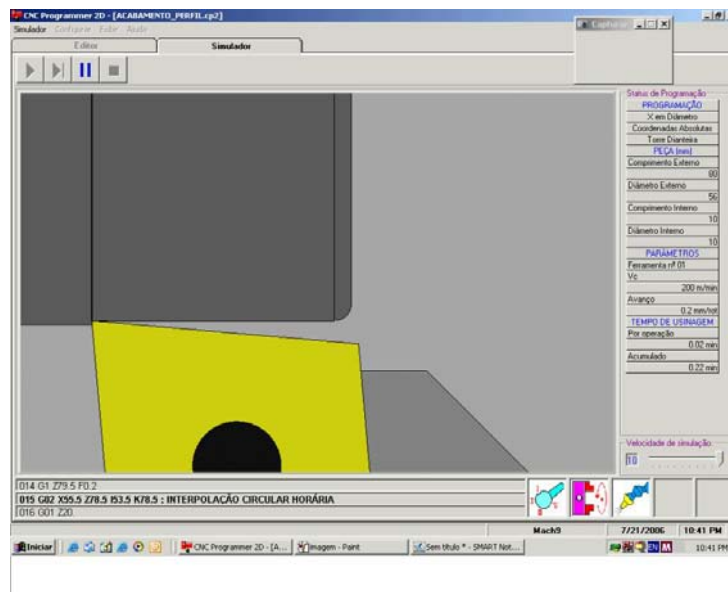 CNC Programmer 2D - [ACABAMENTO_PERFIL.cp2]
Simulador Configurar Exibir Ajuda
Capturar
Editor Simulador
Status de Programação
PROGRAMAÇÃO
X em Diâmetro
Coordenadas Absolutas
Torre Dianteira
PEÇA (mm)
Comprimento Externo
80
Diâmetro Externo
56
Comprimento Interno
10
Diâmetro Interno
10
PARÂMETROS
Ferramenta nº 01
Vc
200 m/min
Avanço
0.2 mm/rot
TEMPO DE USINAGEM
Por operação
0.02 min
Acumulado
0.22 min
Velocidade de simulação
10
014 G1 Z79.5 F0.2
015 G02 X55.5 Z78.5 I53.5 K78.5 : INTERPOLAÇÃO CIRCULAR HORÁRIA
016 G01 Z20
Mach9 7/21/2006 10:41 PM
Iniciar CNC Programmer 2D - [A... imagem - Paint Sem título * - SMART Not... EN 10:41 PM